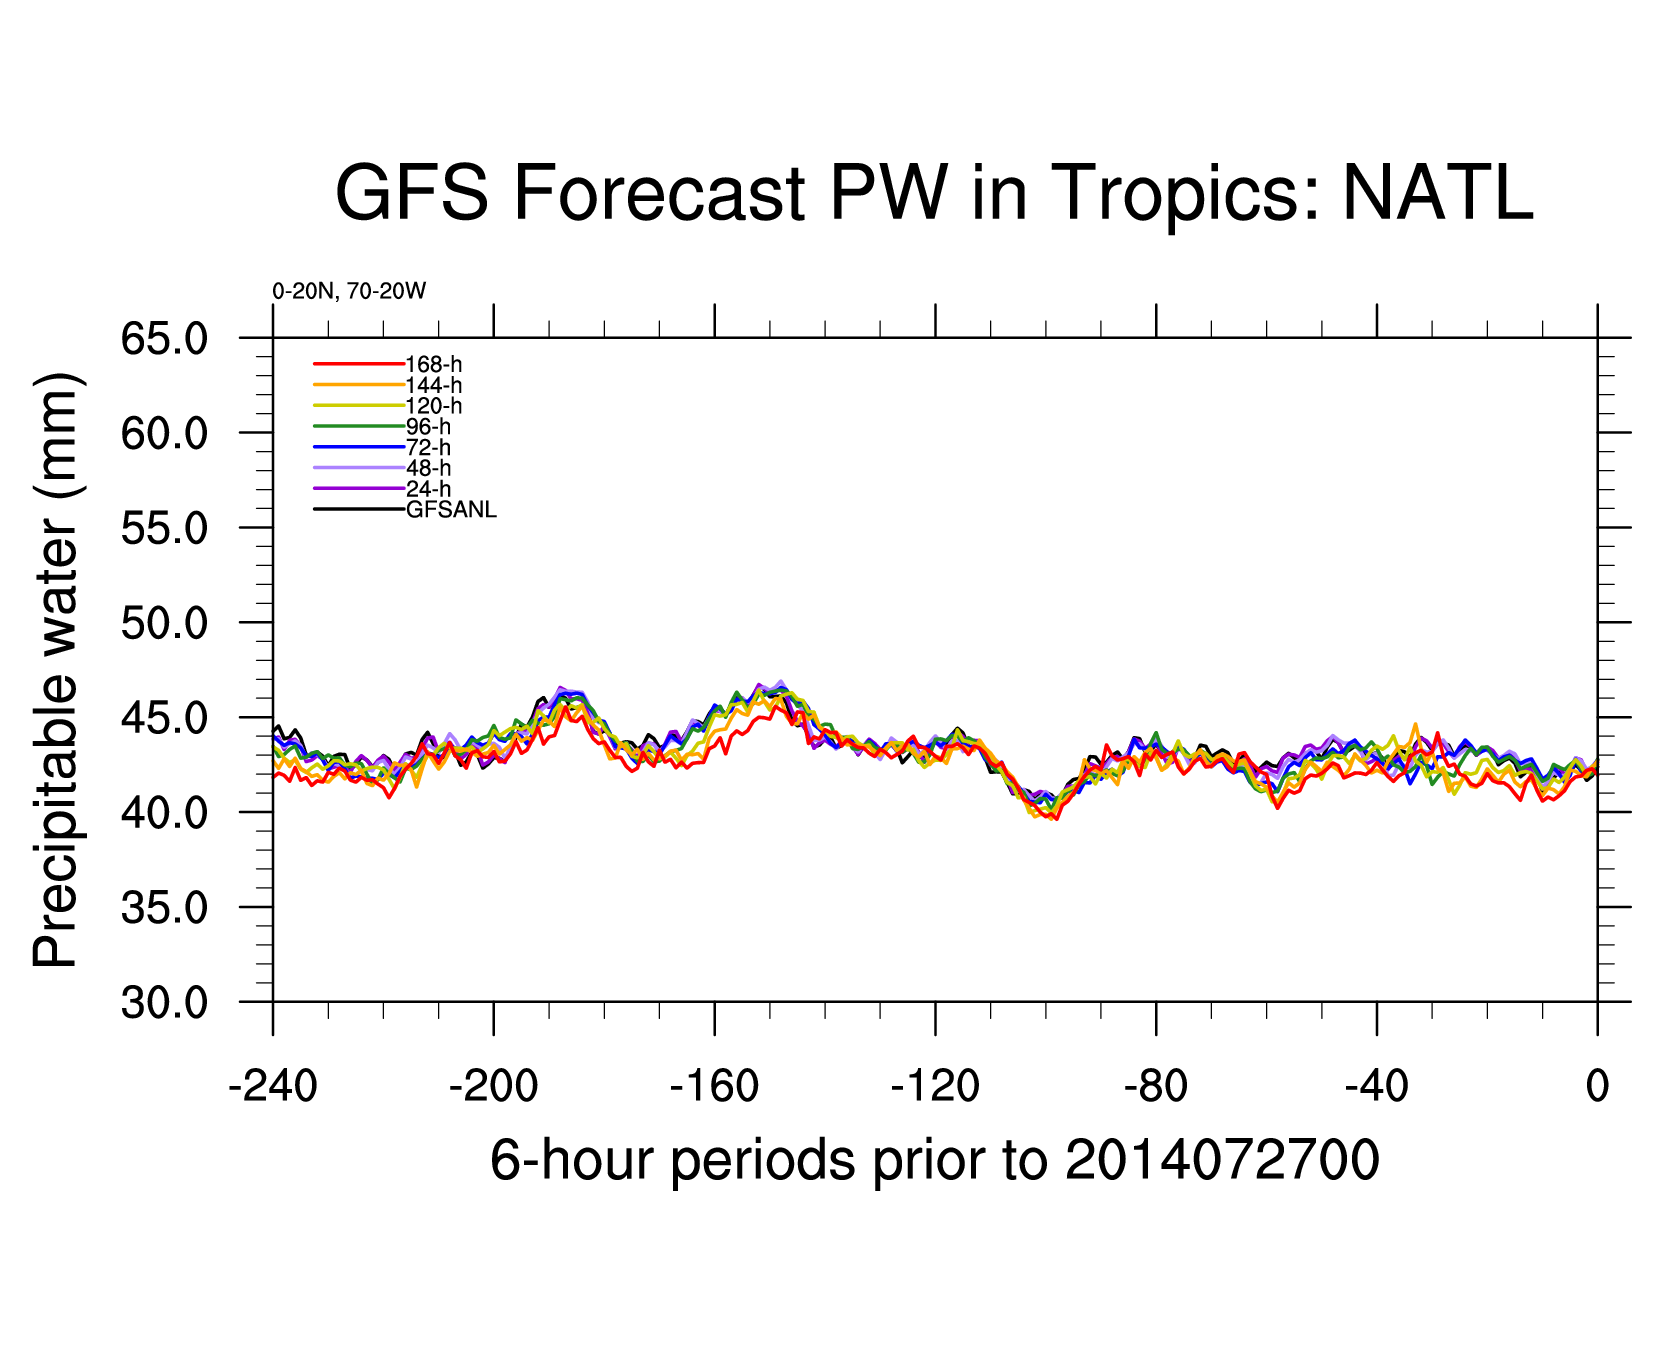 GFS Forecast PW in Tropics: NATL
0-20N, 70-20W
65.0
60.0
55.0
50.0
45.0
40.0
35.0
30.0
Precipitable water (mm)
168-h
144-h
120-h
96-h
72-h
48-h
24-h
GFSANL
-240 -200 -160 -120 -80 -40 0
6-hour periods prior to 2014072700